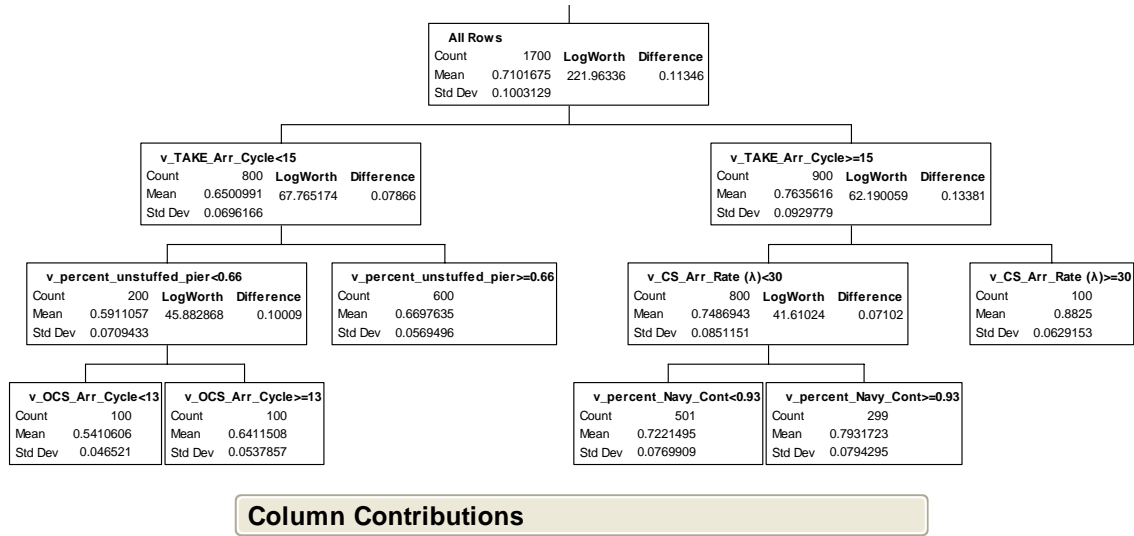 All Rows
Count 1700 LogWorth Difference
Mean 0.7101675 221.96336 0.11346
Std Dev 0.1003129
v_TAKE_Arr_Cycle<15
Count 800 LogWorth Difference
Mean 0.6500991 67.765174 0.07866
Std Dev 0.0696166
v_TAKE_Arr_Cycle>=15
Count 900 LogWorth Difference
Mean 0.7635616 62.190059 0.13381
Std Dev 0.0929779
v_percent_unstuffed_pier<0.66
Count 200 LogWorth Difference
Mean 0.5911057 45.882868 0.10009
Std Dev 0.0709433
v_percent_unstuffed_pier>=0.66
Count 600
Mean 0.6697635
Std Dev 0.0569496
v_CS_Arr_Rate (λ)<30
Count 800 LogWorth Difference
Mean 0.7486943 41.61024 0.07102
Std Dev 0.0851151
v_CS_Arr_Rate (λ)>=30
Count 100
Mean 0.8825
Std Dev 0.0629153
v_OCS_Arr_Cycle<13
Count 100
Mean 0.5410606
Std Dev 0.046521
v_OCS_Arr_Cycle>=13
Count 100
Mean 0.6411508
Std Dev 0.0537857
v_percent_Navy_Cont<0.93
Count 501
Mean 0.7221495
Std Dev 0.0769909
v_percent_Navy_Cont>=0.93
Count 299
Mean 0.7931723
Std Dev 0.0794295
Column Contributions